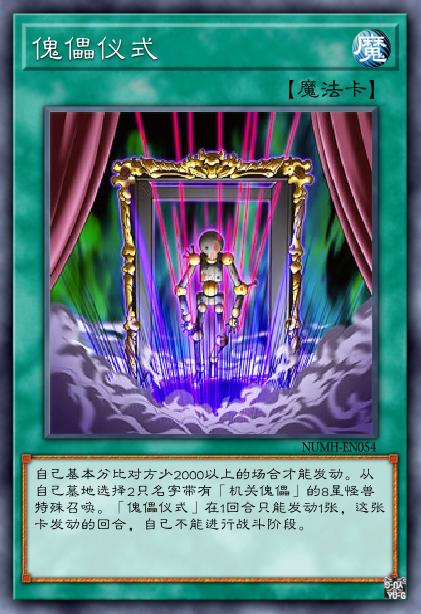 傀儡仪式
魔
【魔法卡】
NUMH-EN054
自己基本分比对方少2000以上的场合才能发动。从
自己墓地选择2只名字带有「机关傀儡」的8星怪兽
特殊召唤。「傀儡仪式」在1回合只能发动1张，这张
卡发动的回合，自己不能进行战斗阶段。